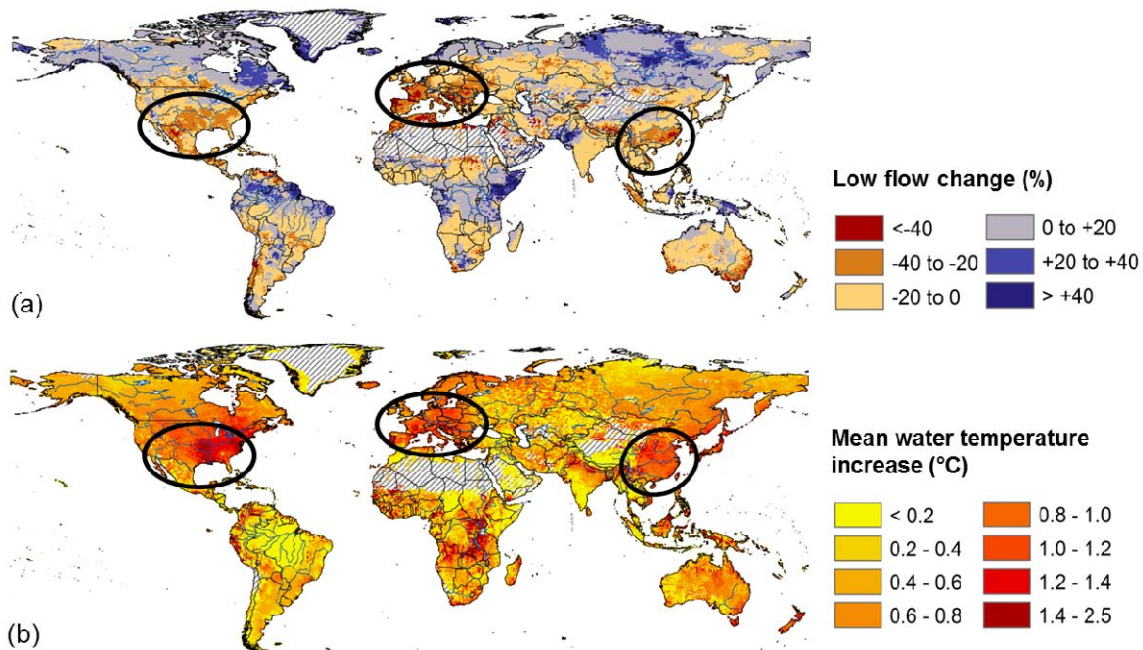 (a)
Low flow change (%)
<-40
0 to +20
-40 to -20
+20 to +40
-20 to 0
> +40
(b)
Mean water temperature
increase (°C)
< 0.2
0.8 - 1.0
0.2 - 0.4
1.0 - 1.2
0.4 - 0.6
1.2 - 1.4
0.6 - 0.8
1.4 - 2.5